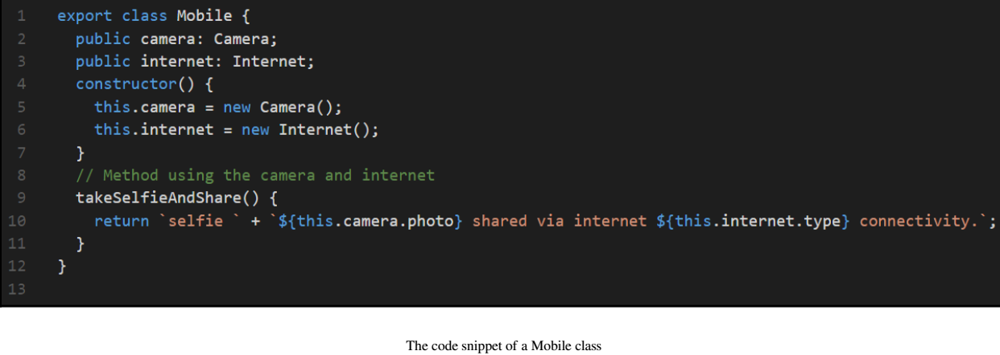 1 export class Mobile {
2 public camera: Camera;
3 public internet: Internet;
4 constructor() {
5 this.camera = new Camera();
6 this.internet = new Internet();
7 }
8 // Method using the camera and internet
9 takeSelfieAndShare() {
10 return `selfie ` + `${this.camera.photo} shared via internet ${this.internet.type} connectivity.`;
11 }
12 }
13
The code snippet of a Mobile class